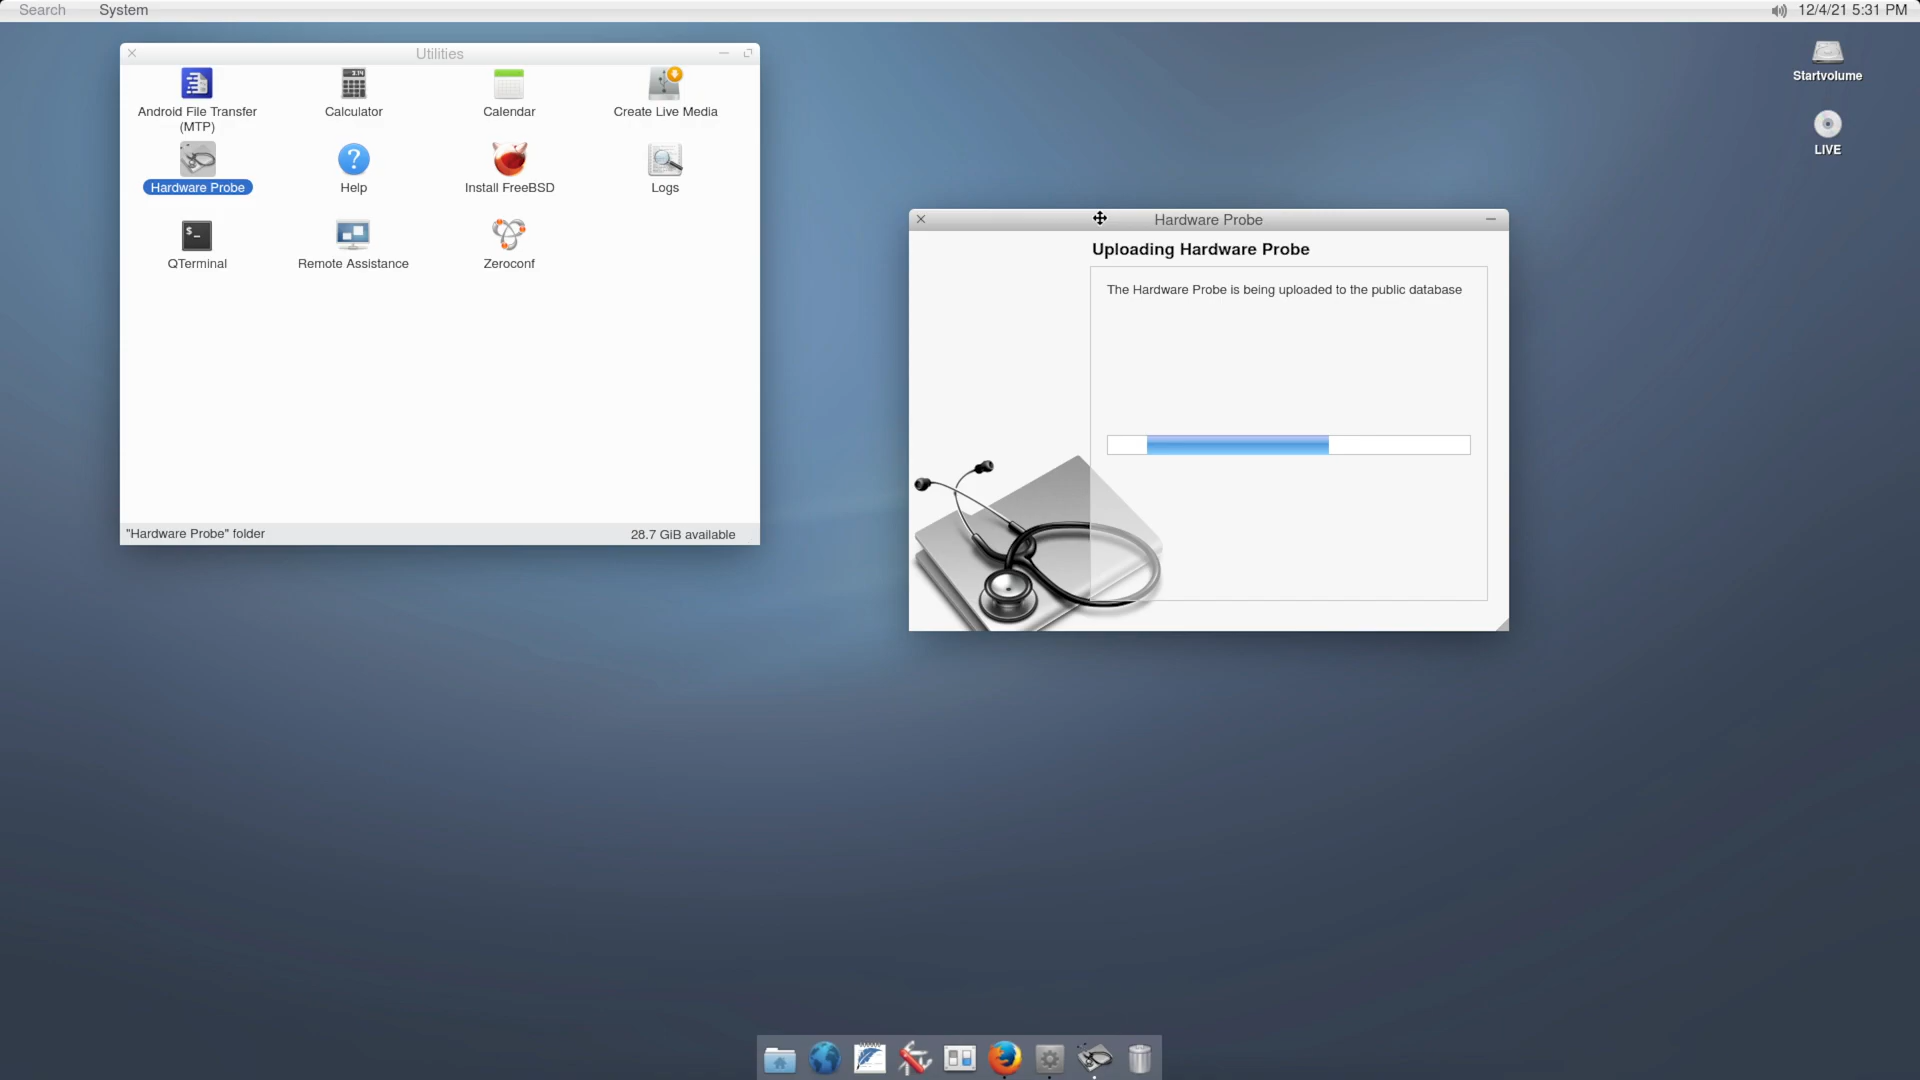 Search System 12/4/21 5:31 PM
Utilities
Android File Transfer
(MTP)
Calculator
Calendar
Create Live Media
Hardware Probe
Help
Install FreeBSD
Logs
QTerminal
Remote Assistance
Zeroconf
"Hardware Probe" folder 28.7 GiB available
Hardware Probe
Uploading Hardware Probe
The Hardware Probe is being uploaded to the public database
Startvolume
LIVE